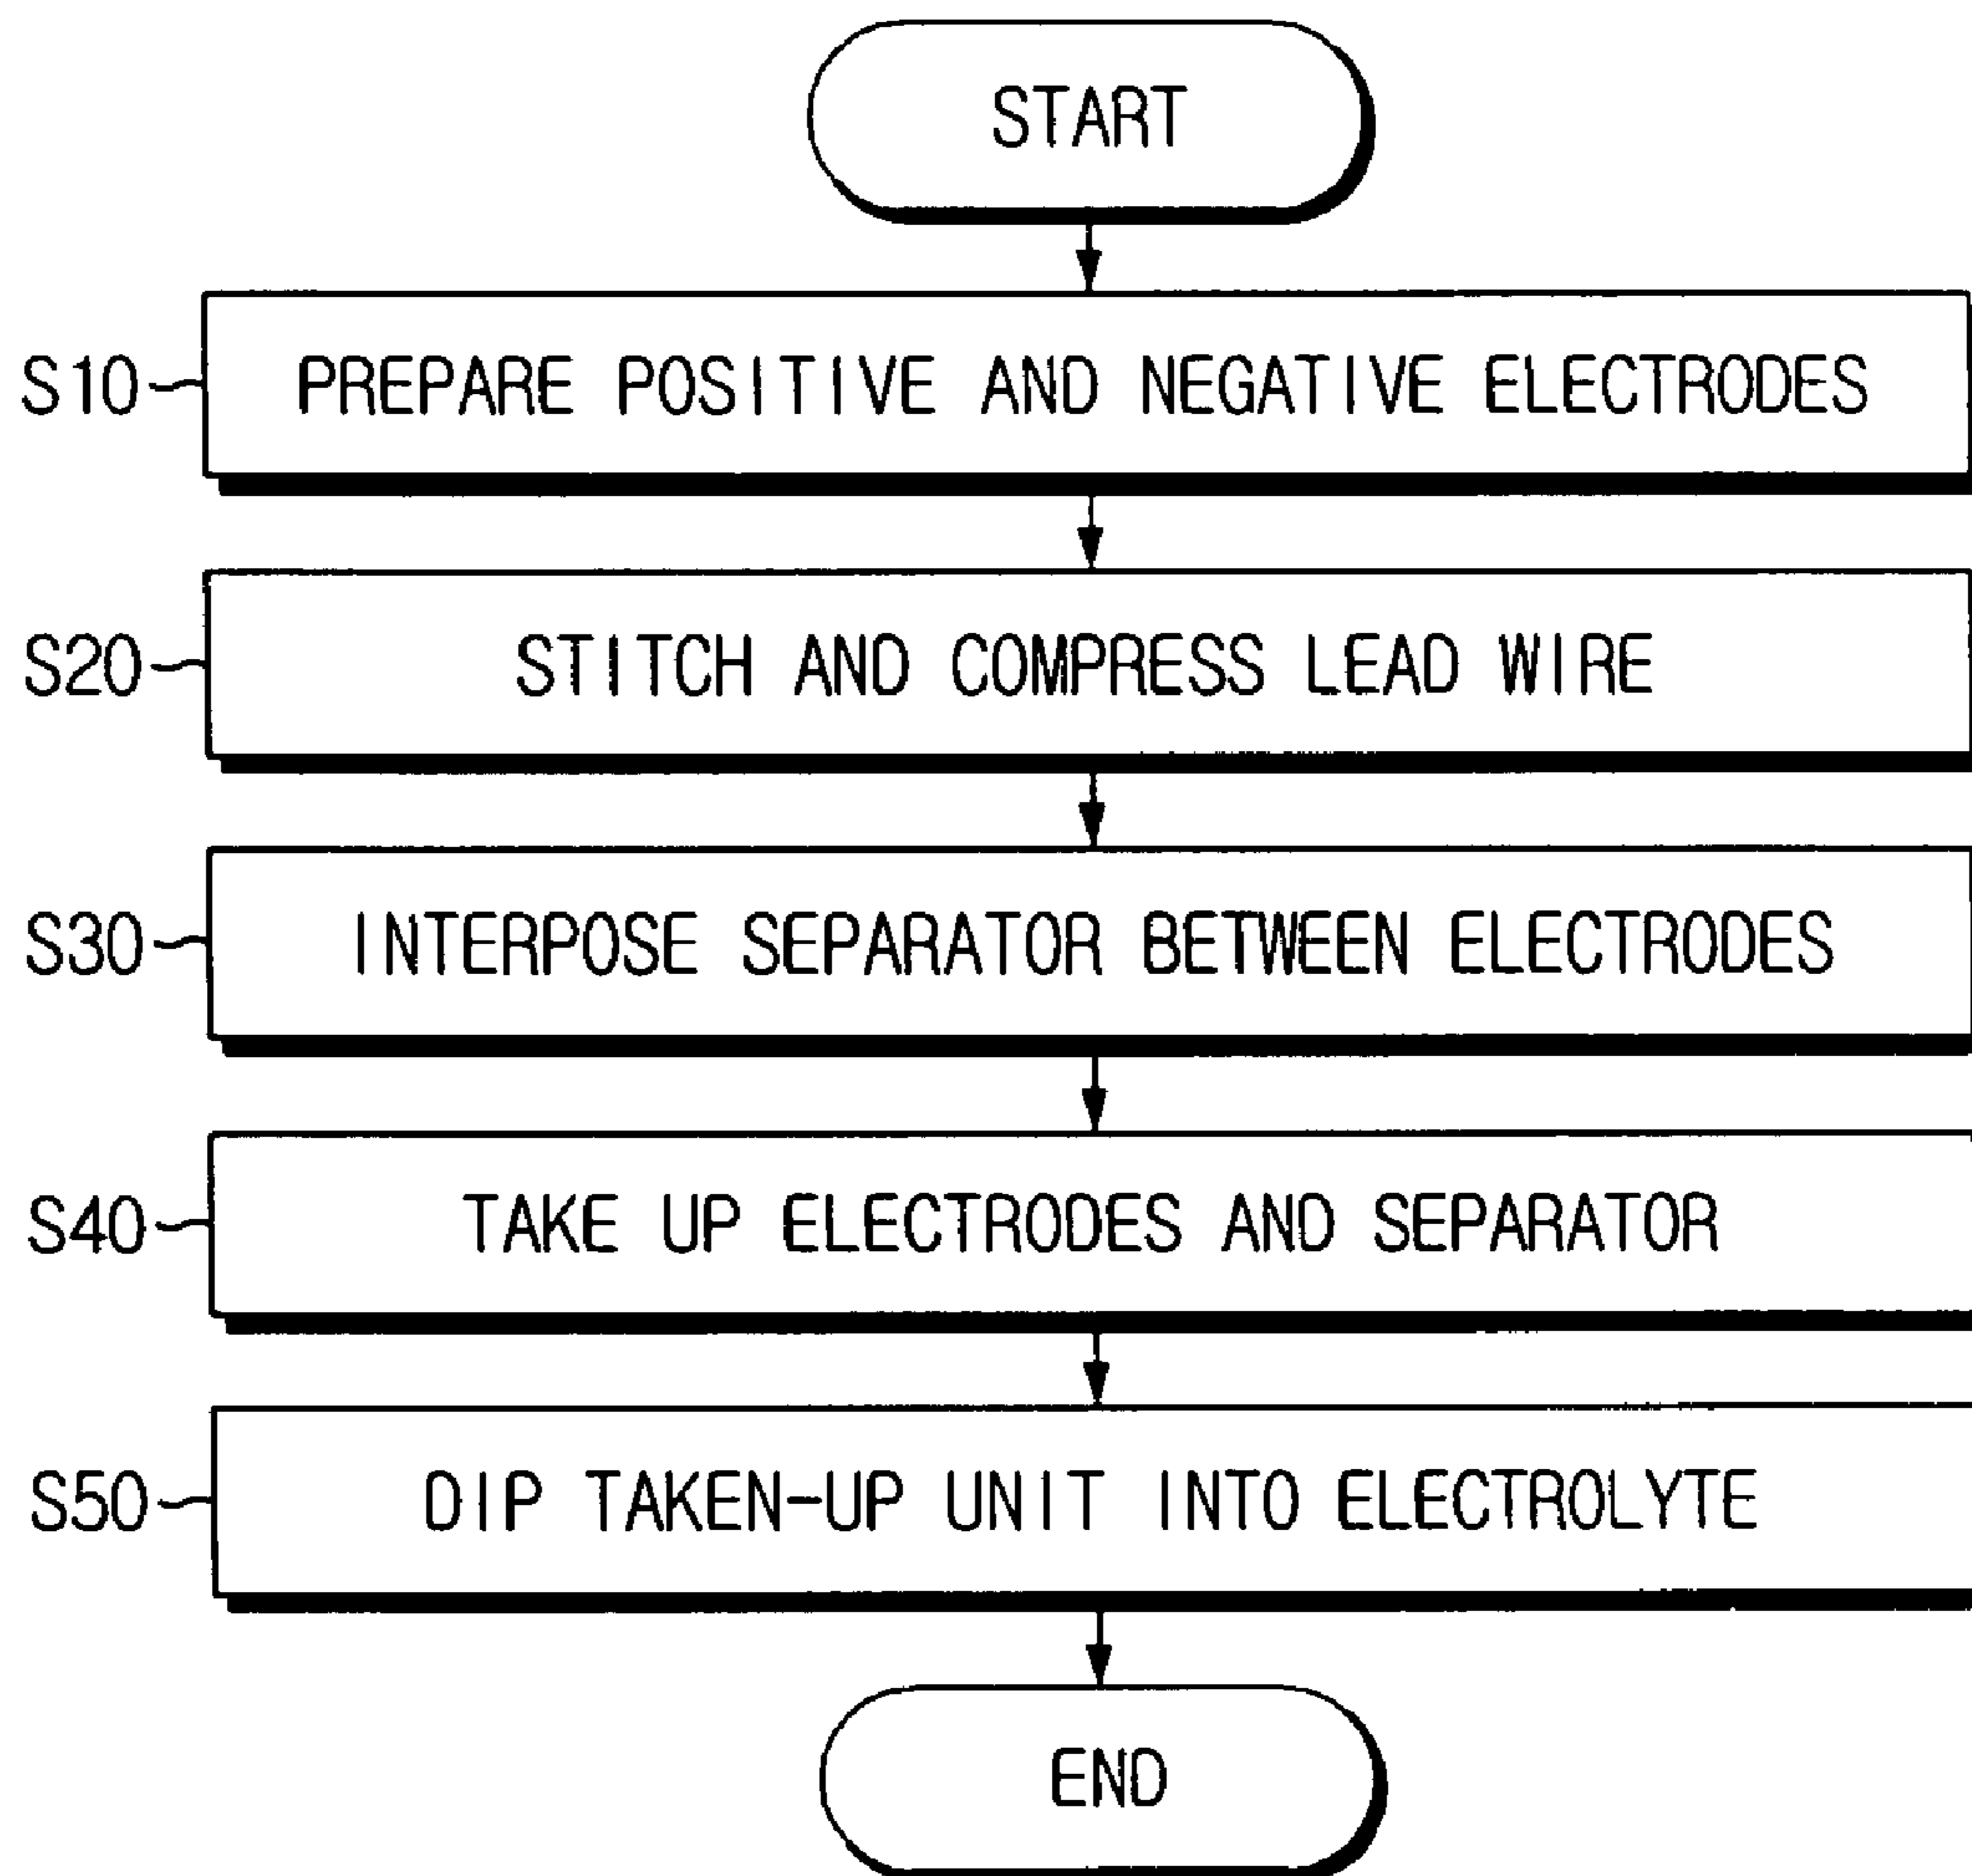 START
S10 PREPARE POSITIVE AND NEGATIVE ELECTRODES
S20 STITCH AND COMPRESS LEAD WIRE
S30 INTERPOSE SEPARATOR BETWEEN ELECTRODES
S40 TAKE UP ELECTRODES AND SEPARATOR
S50 DIP TAKEN-UP UNIT INTO ELECTROLYTE
END